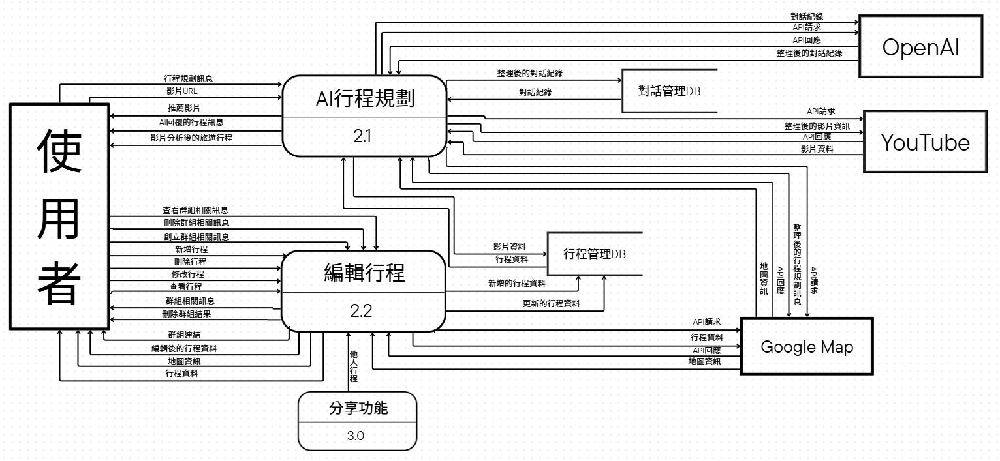 對話紀錄
API請求
API回應
整理後的對話紀錄
OpenAI
行程規劃訊息
影片URL
推薦影片
AI回覆的行程訊息
影片分析後的旅遊行程
AI行程規劃
2.1
整理後的對話紀錄
對話紀錄
對話管理DB
API請求
整理後的影片資訊
API回應
影片資料
YouTube
使用者
查看群組相關訊息
刪除群組相關訊息
創立群組相關訊息
新增行程
刪除行程
修改行程
查看行程
群組相關訊息
刪除群組結果
群組連結
編輯後的行程資料
地圖資訊
行程資料
編輯行程
2.2
影片資料
行程資料
行程管理DB
新增的行程資料
更新的行程資料
地圖資訊
API回應
整理後的行程規劃訊息
API請求
API請求
行程資料
API回應
地圖資訊
Google Map
他人行程
分享功能
3.0